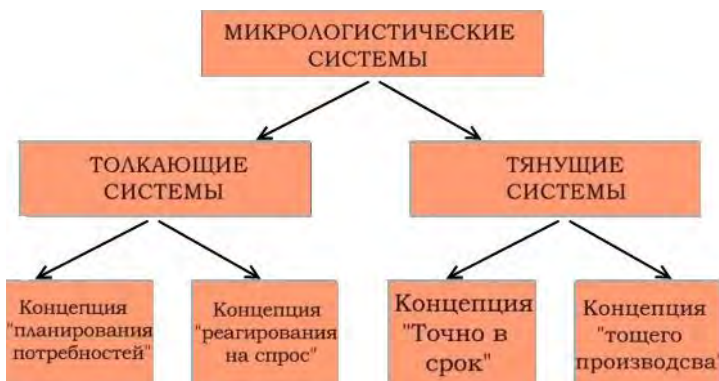 МИКРОЛОГИСТИЧЕСКИЕ
СИСТЕМЫ
ТОЛКАЮЩИЕ
СИСТЕМЫ
ТЯНУЩИЕ
СИСТЕМЫ
Концепция
"планирования
потребностей"
Концепция
"реагирования
на спрос"
Концепция
"Точно в
срок"
Концепция
"тощего
производсва"